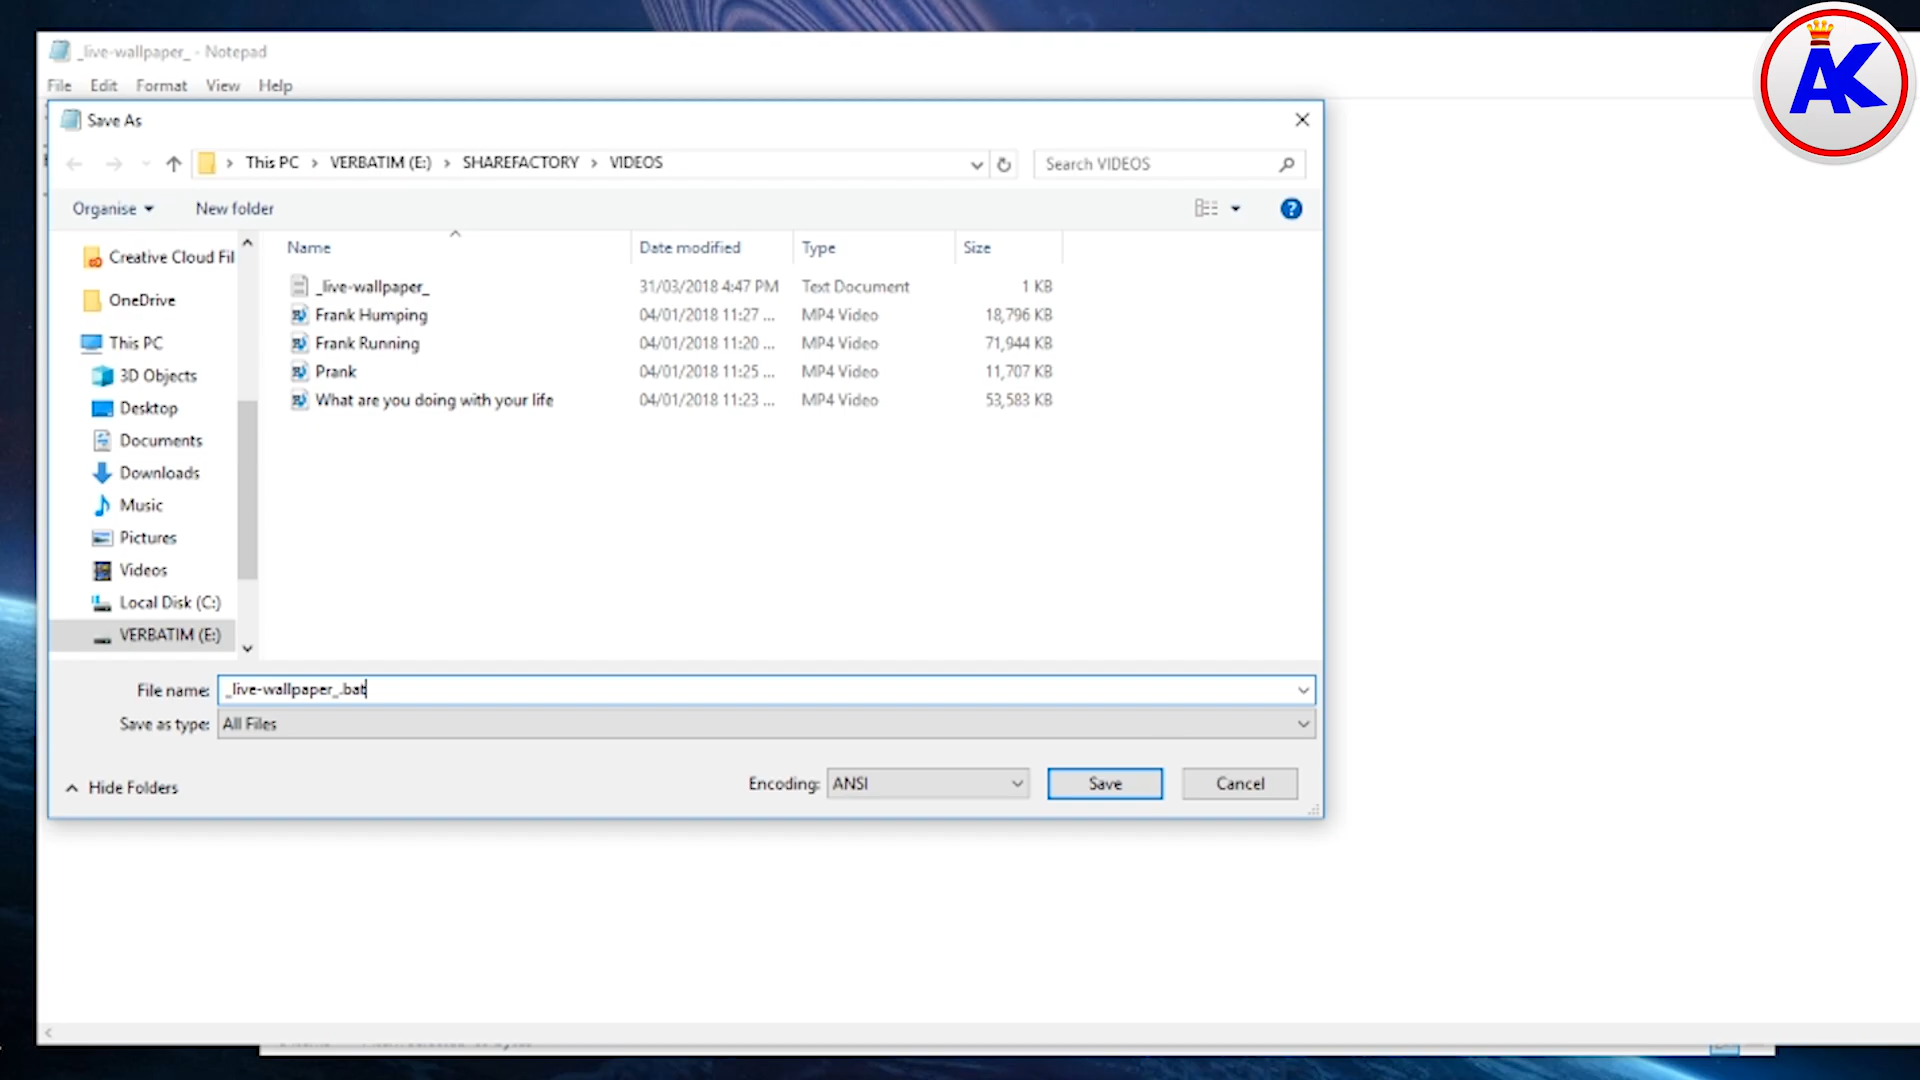 _live-wallpaper_ - Notepad
File Edit Format View Help
AK
Save As
This PC > VERBATIM (E:) > SHAREFACTORY > VIDEOS
Search VIDEOS
Organise New folder
Name Date modified Type Size
Creative Cloud Fil
OneDrive
This PC
3D Objects
Desktop
Documents
Downloads
Music
Pictures
Videos
Local Disk (C:)
VERBATIM (E:)
_live-wallpaper_ 31/03/2018 4:47 PM Text Document 1 KB
Frank Humping 04/01/2018 11:27 ... MP4 Video 18,796 KB
Frank Running 04/01/2018 11:20 ... MP4 Video 71,944 KB
Prank 04/01/2018 11:25 ... MP4 Video 11,707 KB
What are you doing with your life 04/01/2018 11:23 ... MP4 Video 53,583 KB
File name: _live-wallpaper_.bat
Save as type: All Files
Hide Folders
Encoding: ANSI
Save
Cancel